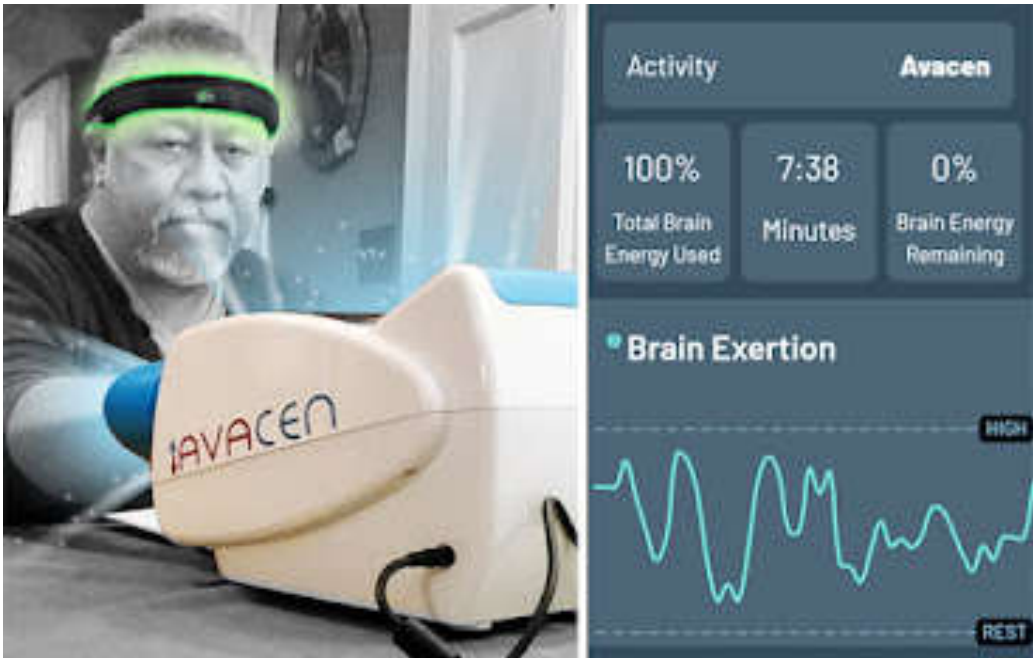 AVACEN
Activity
Avacen
100%
Total Brain
Energy Used
7:38
Minutes
0%
Brain Energy
Remaining
Brain Exertion
HIGH
REST